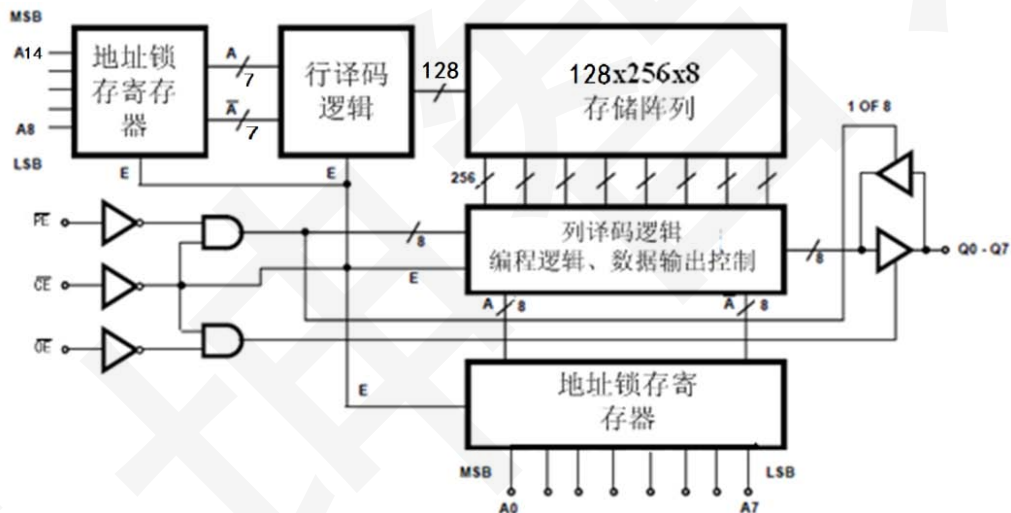 MSB
A14
A8
LSB
地址锁
存寄存
器
A
7
A̅
7
行译码
逻辑
128
128x256x8
存储阵列
E
E
256
1 OF 8
P̅E̅
C̅E̅
O̅E̅
8
E
列译码逻辑
编程逻辑、数据输出控制
8
Q0 - Q7
A
8
A̅
8
E
地址锁存寄
存器
MSB
LSB
A0
A7